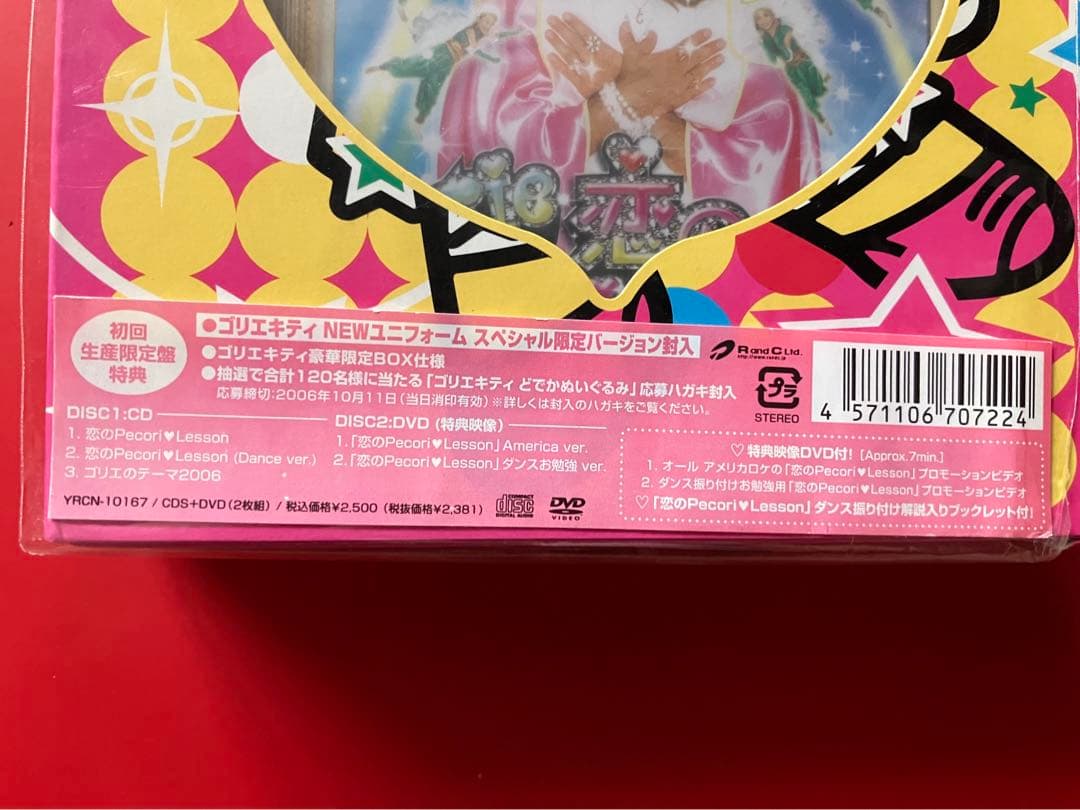 恋の
初回
生産限定盤
特典
●ゴリエキティ NEWユニフォーム スペシャル限定バージョン封入
●ゴリエキティ豪華限定BOX仕様
●抽選で合計120名様に当たる「ゴリエキティ どでかぬいぐるみ」応募ハガキ封入
応募締切:2006年10月11日(当日消印有効)※詳しくは封入のハガキをご覧ください。
R and C Ltd.
http://www.randc.jp
プラ
STEREO
4 571106 707224
DISC1:CD
1. 恋のPecori♥Lesson
2. 恋のPecori♥Lesson (Dance ver.)
3. ゴリエのテーマ2006
DISC2:DVD (特典映像)
1.「恋のPecori♥Lesson」America ver.
2.「恋のPecori♥Lesson」ダンスお勉強 ver.
♡ 特典映像DVD付! [Approx.7min.]
1. オール アメリカロケの「恋のPecori♥Lesson」プロモーションビデオ
2. ダンス振り付けお勉強用「恋のPecori♥Lesson」プロモーションビデオ
♡「恋のPecori♥Lesson」ダンス振り付け解説入りブックレット付!
YRCN-10167 / CDS+DVD(2枚組) / 税込価格¥2,500 (税抜価格¥2,381)
COMPACT disc DIGITAL AUDIO
DVD VIDEO